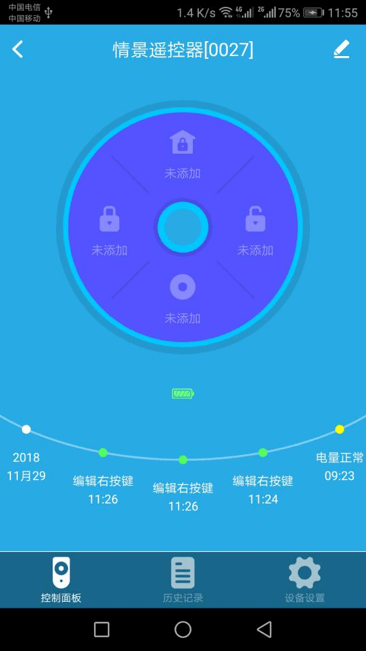 中国电信
中国移动
1.4 K/s 4G 2G 75% 11:55
情景遥控器[0027]
未添加
未添加
未添加
未添加
2018
11月29
编辑右按键
11:26
编辑右按键
11:26
编辑右按键
11:24
电量正常
09:23
控制面板
历史记录
设备设置